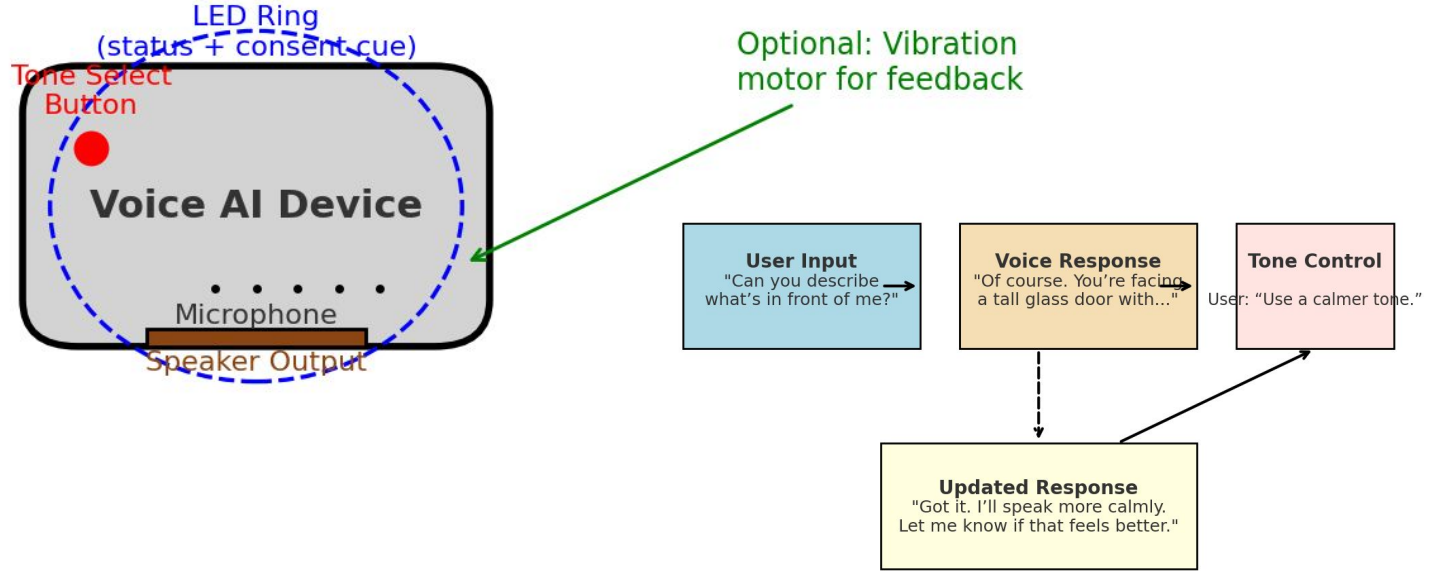 LED Ring
(status + consent cue)
Tone Select
Button
Voice AI Device
Microphone
Speaker Output
Optional: Vibration
motor for feedback
User Input
"Can you describe
what's in front of me?"
Voice Response
"Of course. You’re facing
a tall glass door with..."
Tone Control
User: “Use a calmer tone.”
Updated Response
"Got it. I’ll speak more calmly.
Let me know if that feels better."